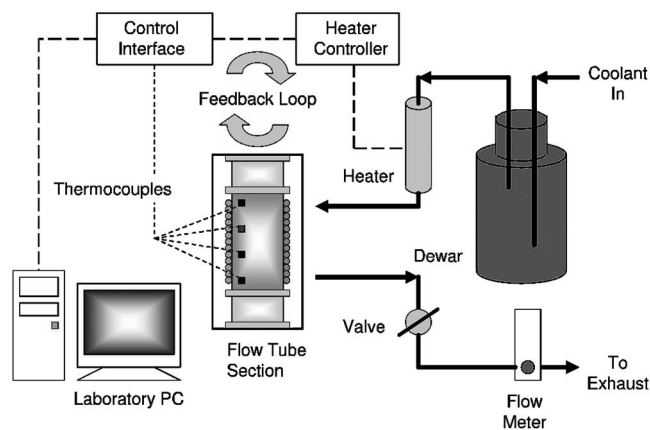 Control
Interface
Heater
Controller
Feedback Loop
Coolant
In
Thermocouples
Heater
Dewar
Valve
Flow Tube
Section
Laboratory PC
Flow
Meter
To
Exhaust